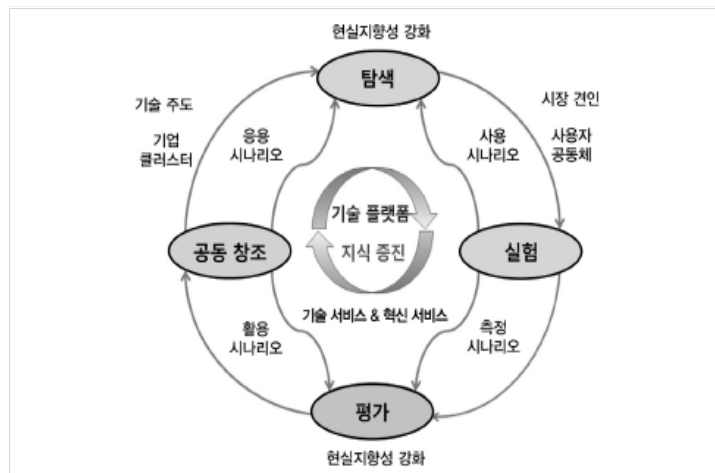 현실지향성 강화
탐색
기술 주도
시장 견인
기업
클러스터
응용
시나리오
사용
시나리오
사용자
공동체
기술 플랫폼
공동 창조
지식 증진
실험
기술 서비스 & 혁신 서비스
활용
시나리오
측정
시나리오
평가
현실지향성 강화